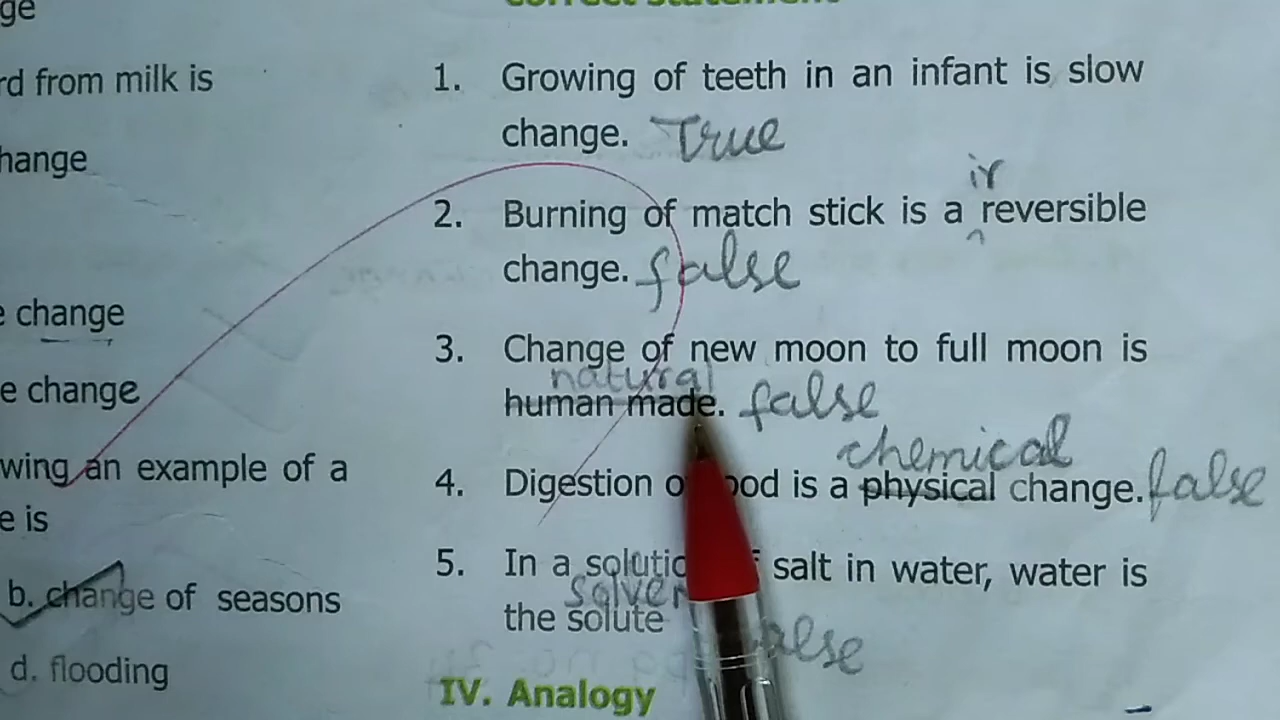 ge
rd from milk is
hange
e change
e change
wing an example of a
e is
b. change of seasons
d. flooding
Correct Statement
1. Growing of teeth in an infant is slow
change. True
ir
2. Burning of match stick is a reversible
change. false
3. Change of new moon to full moon is
natural
human made. false
chemical
4. Digestion is a physical change. false
5. In a salt in water, water is
the solute
IV. Analogy